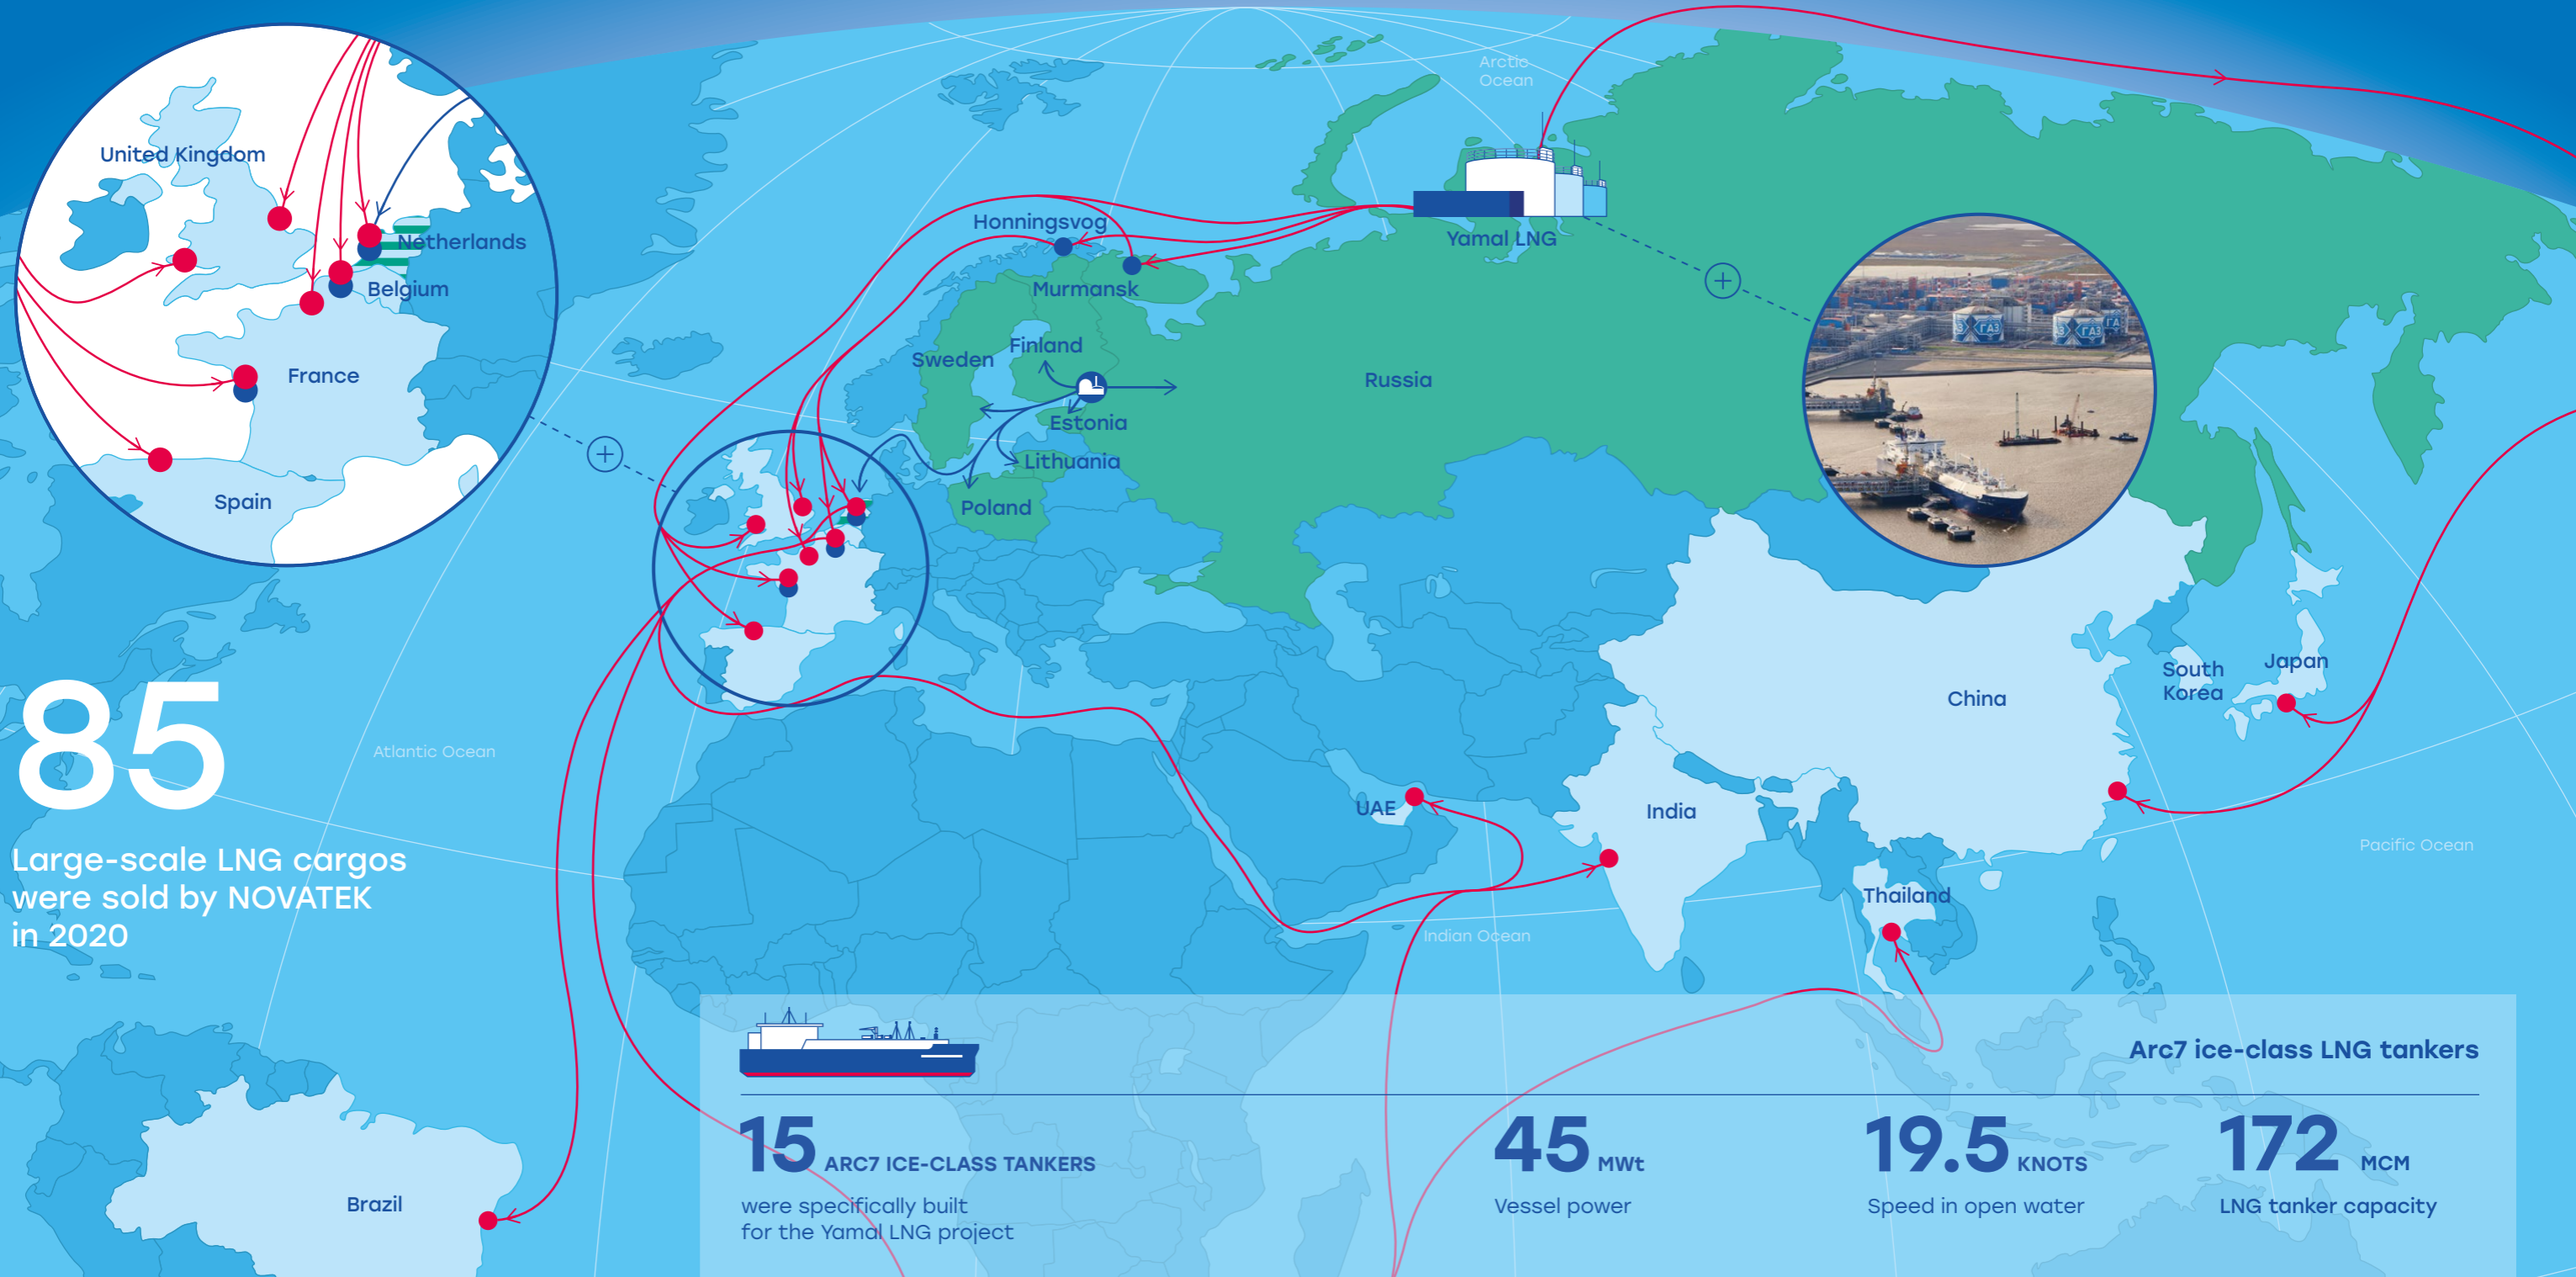 Arctic
Ocean
United Kingdom
Netherlands
Belgium
France
Spain
Honningsvog
Murmansk
Yamal LNG
Sweden
Finland
Estonia
Lithuania
Poland
Russia
ГАЗ
ГАЗ
ГА
85
Large-scale LNG cargos
were sold by NOVATEK
in 2020
Atlantic Ocean
South
Korea
Japan
China
UAE
India
Thailand
Pacific Ocean
Indian Ocean
Brazil
Arc7 ice-class LNG tankers
15 ARC7 ICE-CLASS TANKERS
were specifically built
for the Yamal LNG project
45 MWt
Vessel power
19.5 KNOTS
Speed in open water
172 MCM
LNG tanker capacity